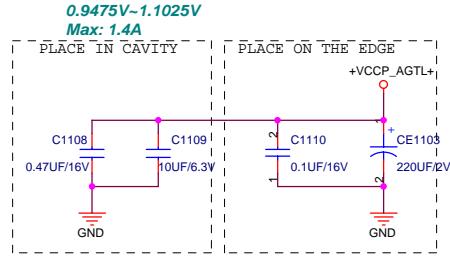 0.9475V~1.1025V
Max: 1.4A
PLACE IN CAVITY
PLACE ON THE EDGE
+VCCP_AGTL+
C1108
0.47UF/16V
C1109
10UF/6.3V
2
C1110
0.1UF/16V
1
1
+
CE1103
220UF/2V
2
GND
GND